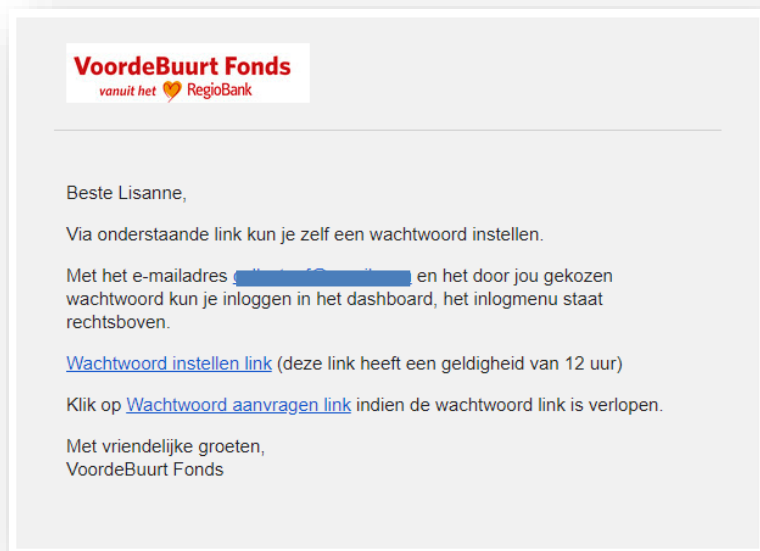 VoordeBuurt Fonds
vanuit het RegioBank
Beste Lisanne,
Via onderstaande link kun je zelf een wachtwoord instellen.
Met het e-mailadres en het door jou gekozen
wachtwoord kun je inloggen in het dashboard, het inlogmenu staat
rechtsboven.
Wachtwoord instellen link (deze link heeft een geldigheid van 12 uur)
Klik op Wachtwoord aanvragen link indien de wachtwoord link is verlopen.
Met vriendelijke groeten,
VoordeBuurt Fonds